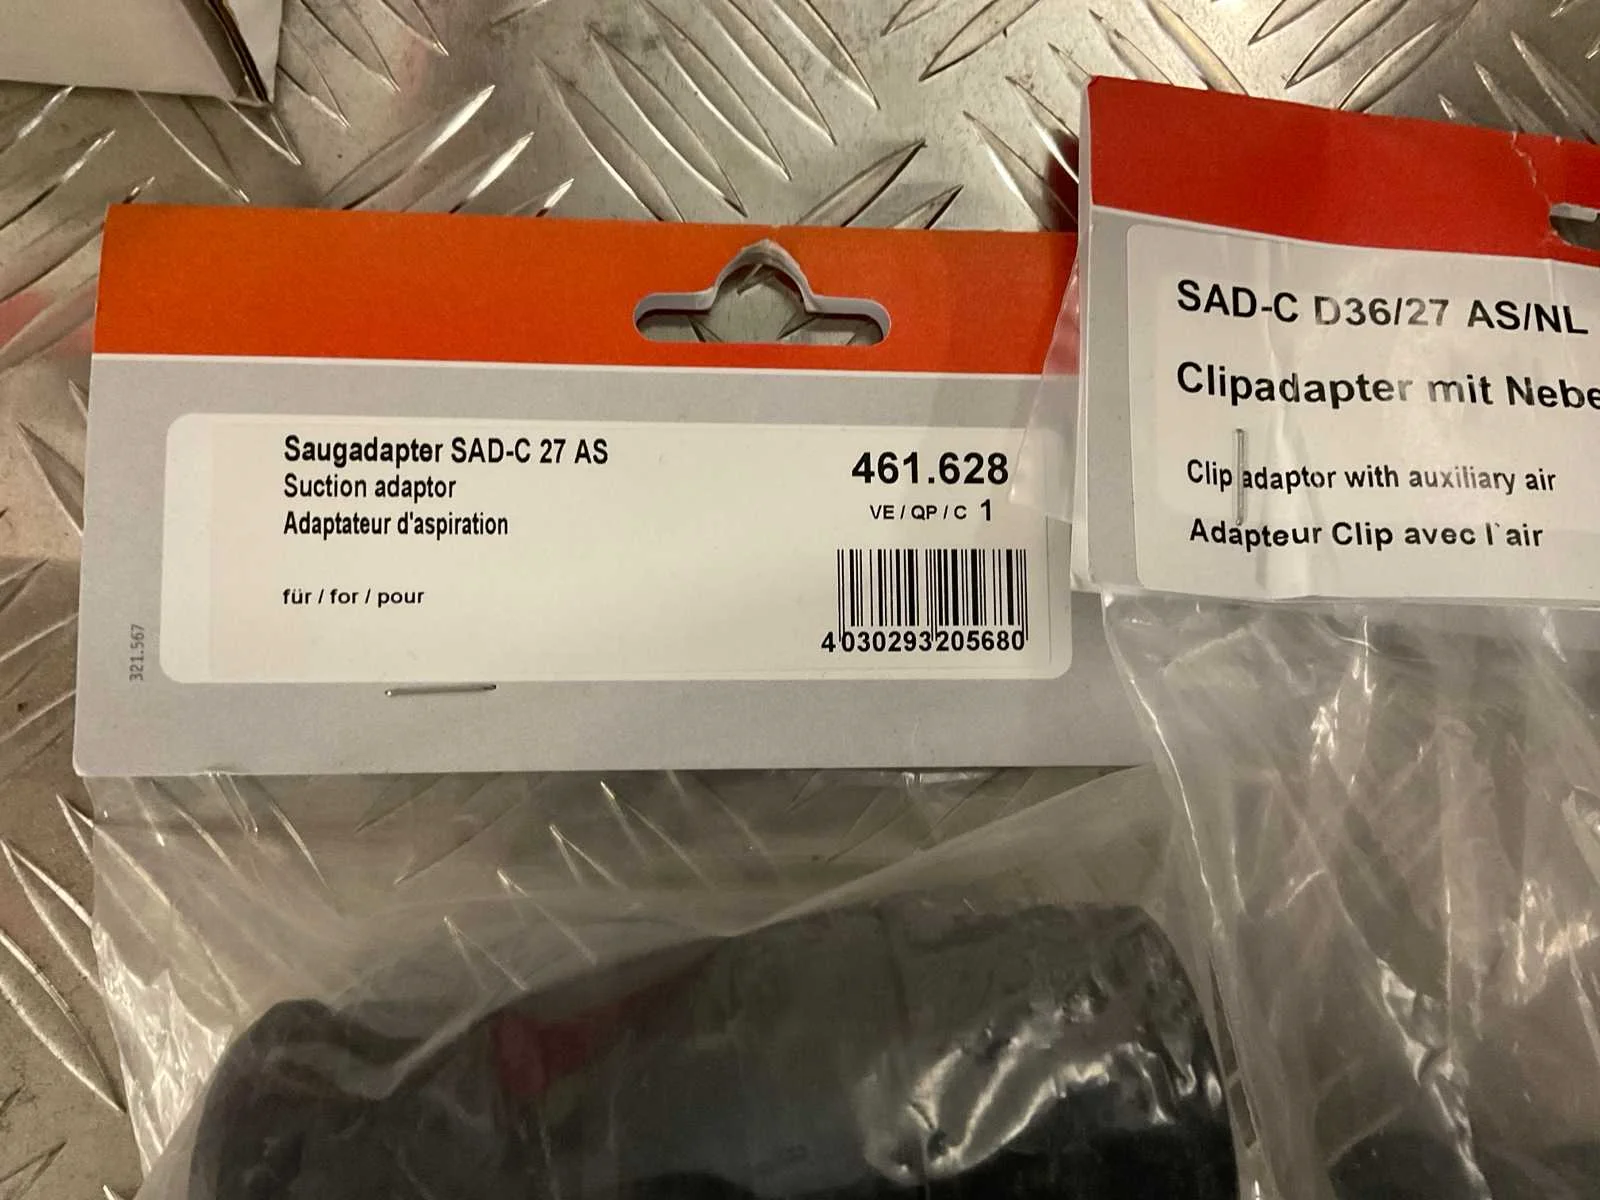 Saugadapter SAD-C 27 AS
Suction adaptor
Adaptateur d'aspiration
für / for / pour
461.628
VE / QP / C 1
4 030293 205680
321.567
SAD-C D36/27 AS/NL
Clipadapter mit Nebe
Clip adaptor with auxiliary air
Adapteur Clip avec l`air